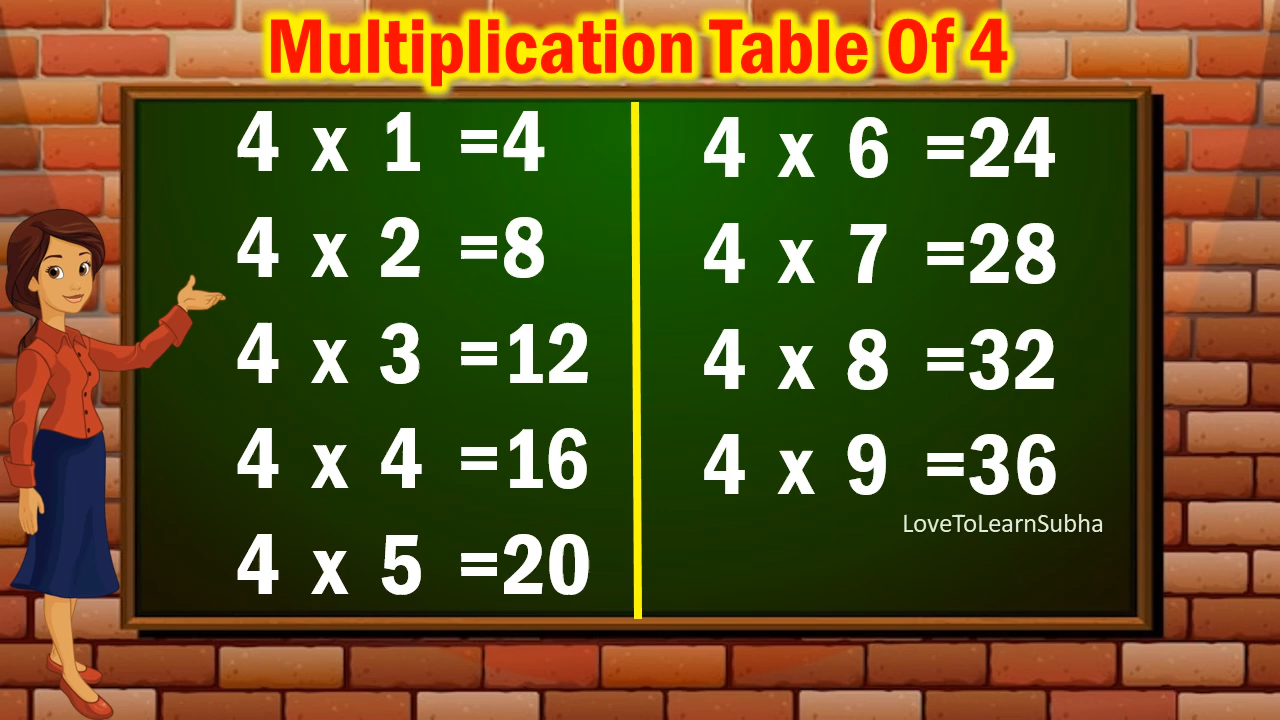 Multiplication Table Of 4
4 x 1 =4
4 x 2 =8
4 x 3 =12
4 x 4 =16
4 x 5 =20
4 x 6 =24
4 x 7 =28
4 x 8 =32
4 x 9 =36
LoveToLearnSubha